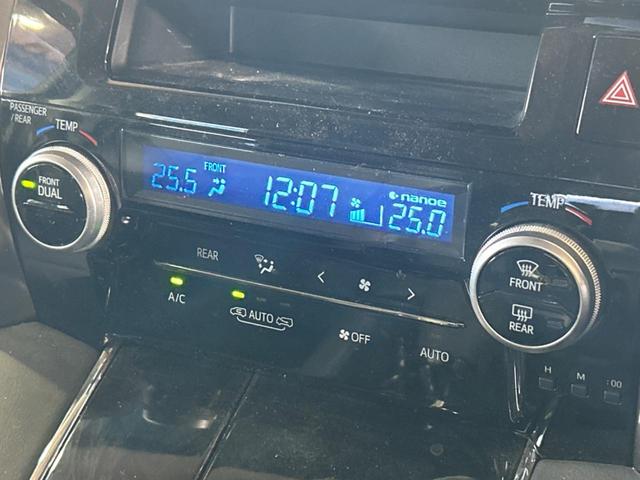 PASSENGER
/REAR
TEMP
FRONT
DUAL
25.5
FRONT
12:07
nanoe
25.0
TEMP
REAR
A/C
AUTO
OFF
AUTO
FRONT
REAR
H
M
:00